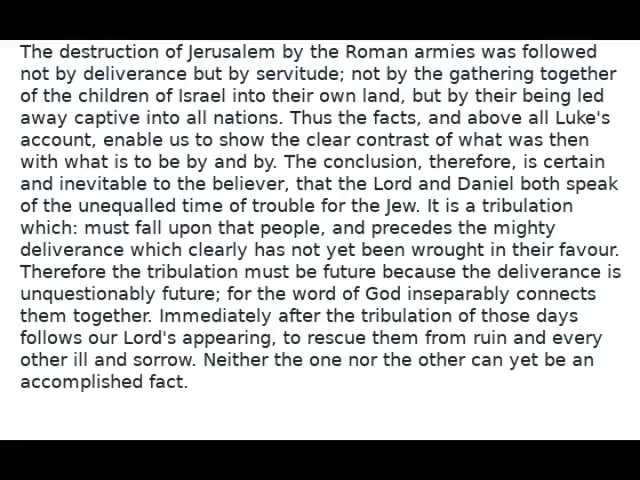 The destruction of Jerusalem by the Roman armies was followed
not by deliverance but by servitude; not by the gathering together
of the children of Israel into their own land, but by their being led
away captive into all nations. Thus the facts, and above all Luke's
account, enable us to show the clear contrast of what was then
with what is to be by and by. The conclusion, therefore, is certain
and inevitable to the believer, that the Lord and Daniel both speak
of the unequalled time of trouble for the Jew. It is a tribulation
which: must fall upon that people, and precedes the mighty
deliverance which clearly has not yet been wrought in their favour.
Therefore the tribulation must be future because the deliverance is
unquestionably future; for the word of God inseparably connects
them together. Immediately after the tribulation of those days
follows our Lord's appearing, to rescue them from ruin and every
other ill and sorrow. Neither the one nor the other can yet be an
accomplished fact.